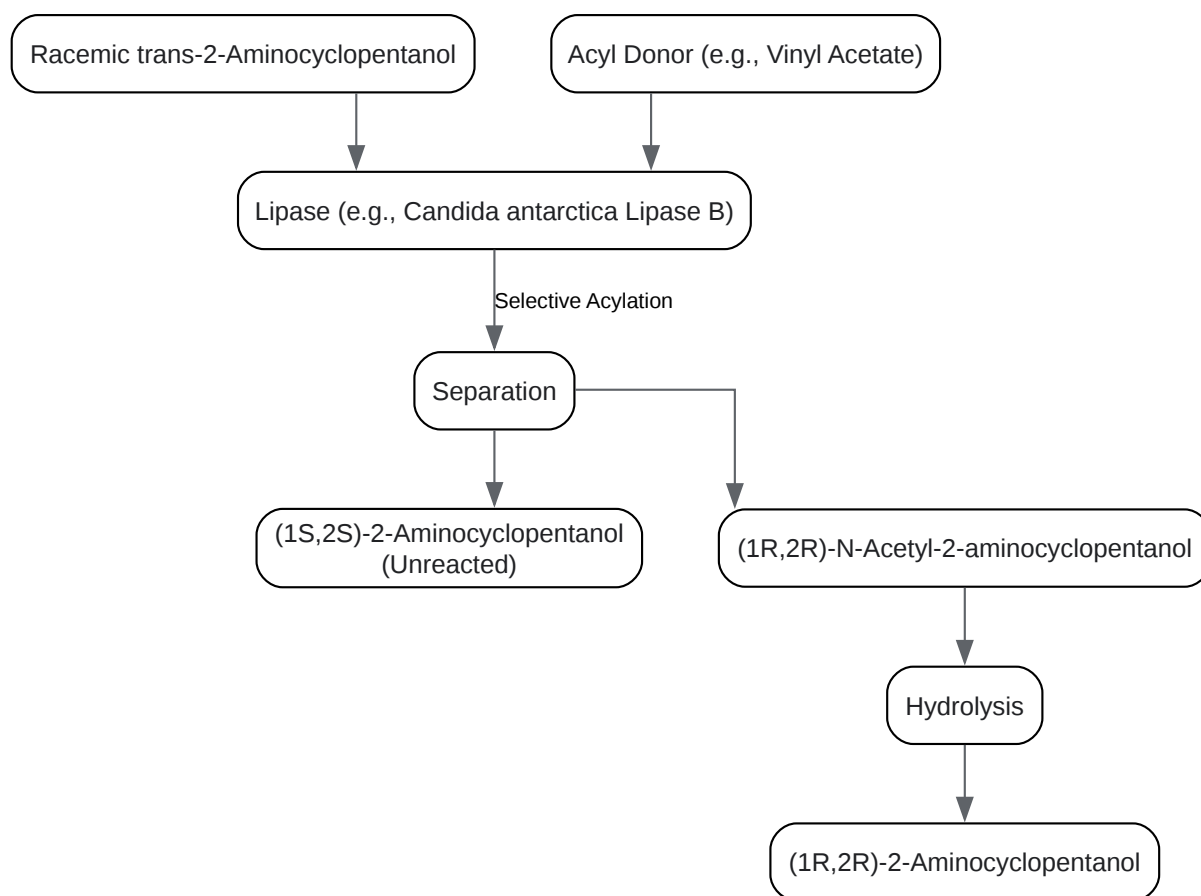 Racemic trans-2-Aminocyclopentanol
Acyl Donor (e.g., Vinyl Acetate)
Lipase (e.g., Candida antarctica Lipase B)
Selective Acylation
Separation
(1S,2S)-2-Aminocyclopentanol
(Unreacted)
(1R,2R)-N-Acetyl-2-aminocyclopentanol
Hydrolysis
(1R,2R)-2-Aminocyclopentanol